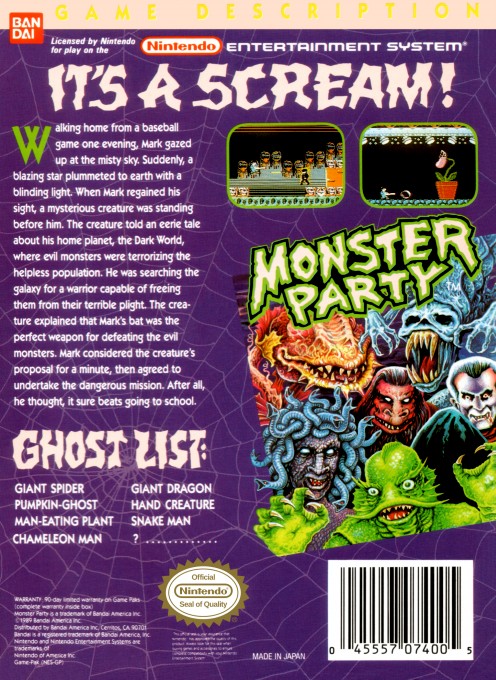 GAME DESCRIPTION
BAN
DAI
Licensed by Nintendo
for play on the
Nintendo ENTERTAINMENT SYSTEM®
IT'S A SCREAM!
Walking home from a baseball
game one evening, Mark gazed
up at the misty sky. Suddenly, a
blazing star plummeted to earth with a
blinding light. When Mark regained his
sight, a mysterious creature was standing
before him. The creature told an eerie tale
about his home planet, the Dark World,
where evil monsters were terrorizing the
helpless population. He was searching the
galaxy for a warrior capable of freeing
them from their terrible plight. The crea-
ture explained that Mark's bat was the
perfect weapon for defeating the evil
monsters. Mark considered the creature's
proposal for a minute, then agreed to
undertake the dangerous mission. After all,
he thought, it sure beats going to school.
MONSTER
PARTY™
GHOST LIST:
GIANT SPIDER
PUMPKIN-GHOST
MAN-EATING PLANT
CHAMELEON MAN
GIANT DRAGON
HAND CREATURE
SNAKE MAN
? .............
WARRANTY: 90-day limited warranty on Game Paks
(complete warranty inside box)
Monster Party is a trademark of Bandai America Inc.
©1989 Bandai America Inc.
Distributed by Bandai America Inc, Cerritos, CA 90701
Bandai is a registered trademark of Bandai America, Inc.
Nintendo and Nintendo Entertainment Systems are
trademarks of
Nintendo of America Inc.
Game-Pak (NES-GP)
Official
Nintendo
Seal of Quality
MADE IN JAPAN
0 45557 07400 5